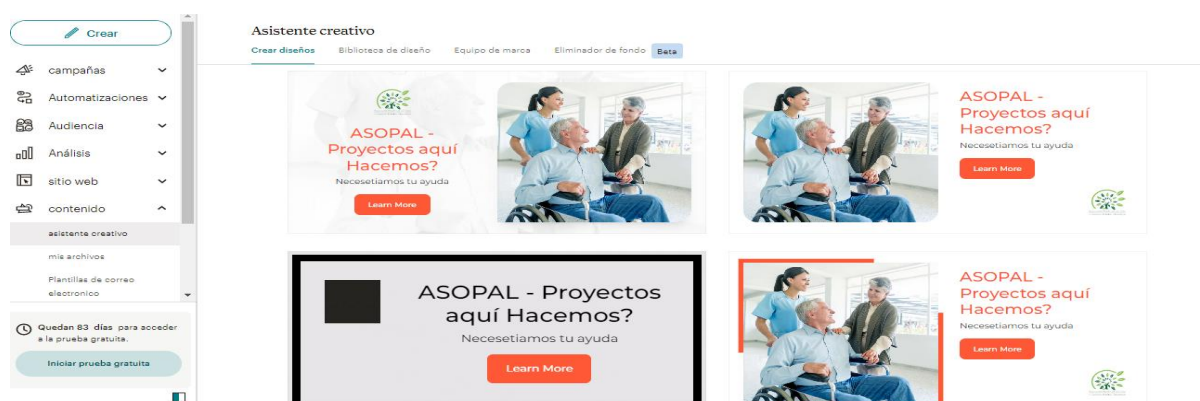 Crear
campañas
Automatizaciones
Audiencia
Análisis
sitio web
contenido
asistente creativo
mis archivos
Plantillas de correo
electronico
Quedan 83 días para acceder
a la prueba gratuita.
Iniciar prueba gratuita
Asistente creativo
Crear diseños Biblioteca de diseño Equipo de marca Eliminador de fondo Beta
ASOPAL -
Proyectos aquí
Hacemos?
Necesetiamos tu ayuda
Learn More
ASOPAL -
Proyectos aquí
Hacemos?
Necesetiamos tu ayuda
Learn More
ASOPAL - Proyectos
aquí Hacemos?
Necesetiamos tu ayuda
Learn More
ASOPAL -
Proyectos aquí
Hacemos?
Necesetiamos tu ayuda
Learn More